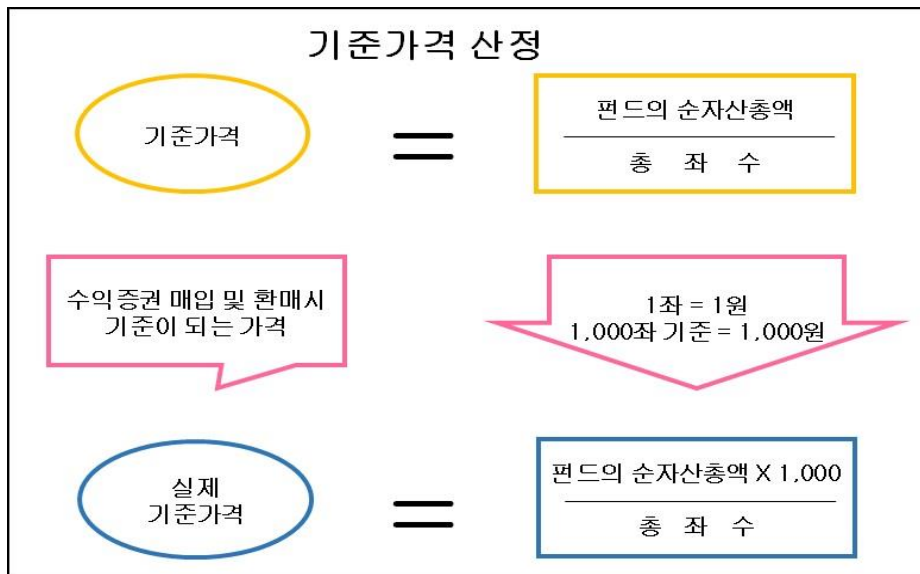 기준가격 산정
기준가격
=
펀드의 순자산총액
총 좌 수
수익증권 매입 및 환매시
기준이 되는 가격
1좌 = 1원
1,000좌 기준 = 1,000원
실제
기준가격
=
펀드의 순자산총액 X 1,000
총 좌 수